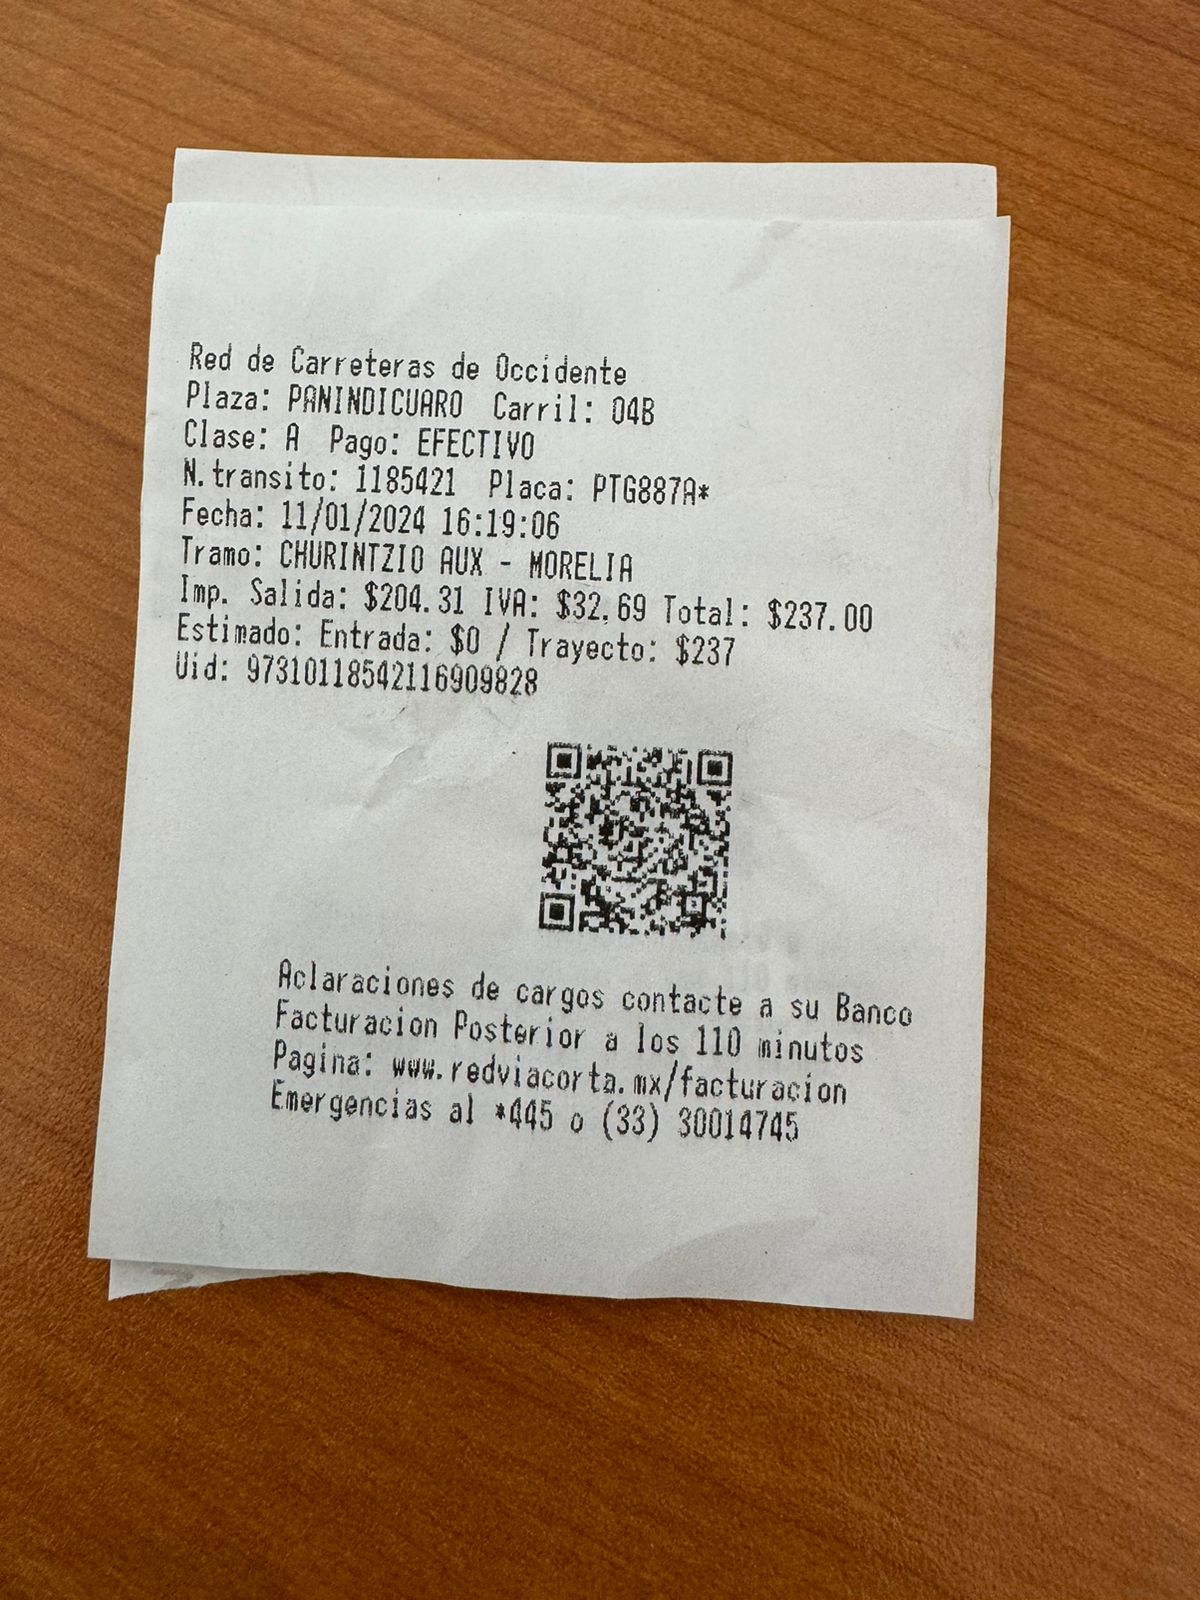 Red de Carreteras de Occidente
Plaza: PANINDICUARO  Carril: 04B
Clase: A  Pago: EFECTIVO
N.transito: 1185421  Placa: PTG887A*
Fecha: 11/01/2024 16:19:06
Tramo: CHURINTZIO AUX - MORELIA
Imp. Salida: $204.31 IVA: $32.69 Total: $237.00
Estimado: Entrada: $0 / Trayecto: $237
Uid: 97310118542116909828
Aclaraciones de cargos contacte a su Banco
Facturacion Posterior a los 110 minutos
Pagina: www.redviacorta.mx/facturacion
Emergencias al *445 o (33) 30014745